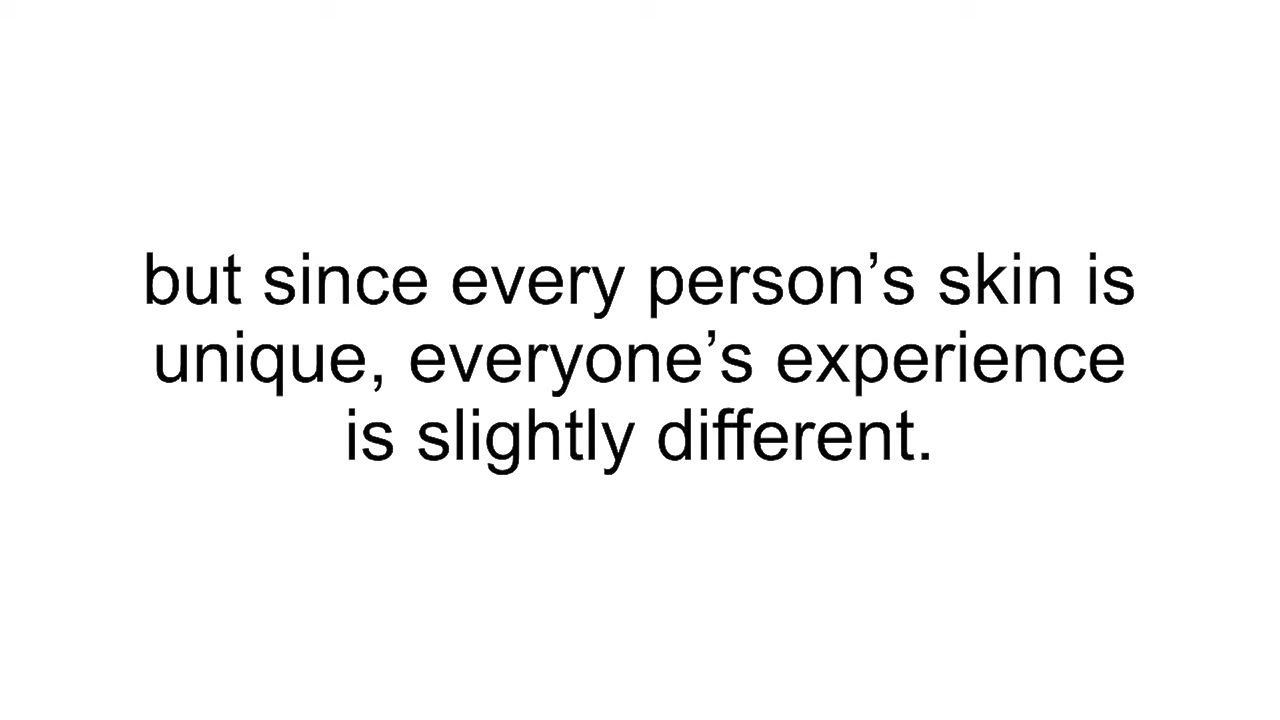 but since every person’s skin is
unique, everyone’s experience
is slightly different.